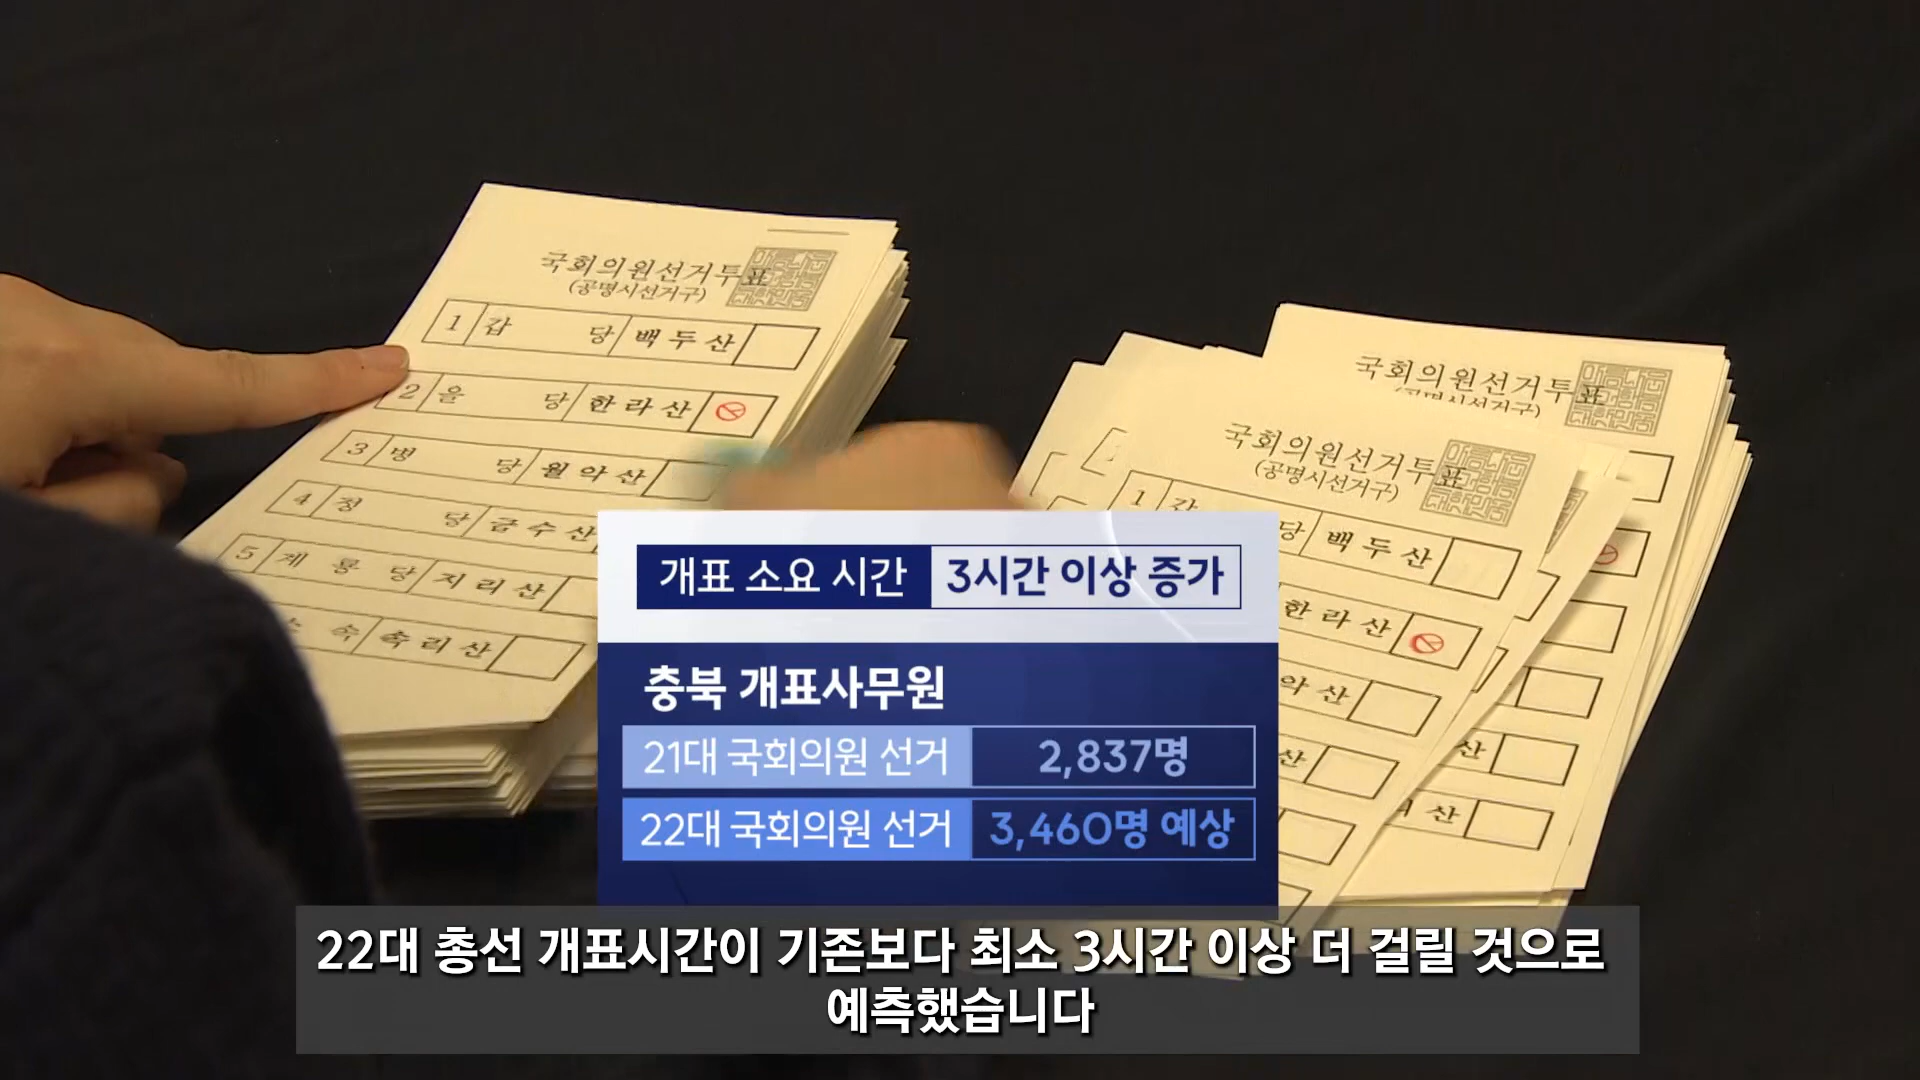 국회의원선거투표
(공명시선거구)
1 갑 당 백두산
2 을 당 한라산
3 병 당 월악산
4 정 당 금수산
5 계룡당 지리산
속리산
국회의원선거투표
국회의원선거투표
(공명시선거구)
1 갑 당 백두산
한라산
악산
산
산
개표 소요 시간 3시간 이상 증가
충북 개표사무원
21대 국회의원 선거 2,837명
22대 국회의원 선거 3,460명 예상
22대 총선 개표시간이 기존보다 최소 3시간 이상 더 걸릴 것으로
예측했습니다